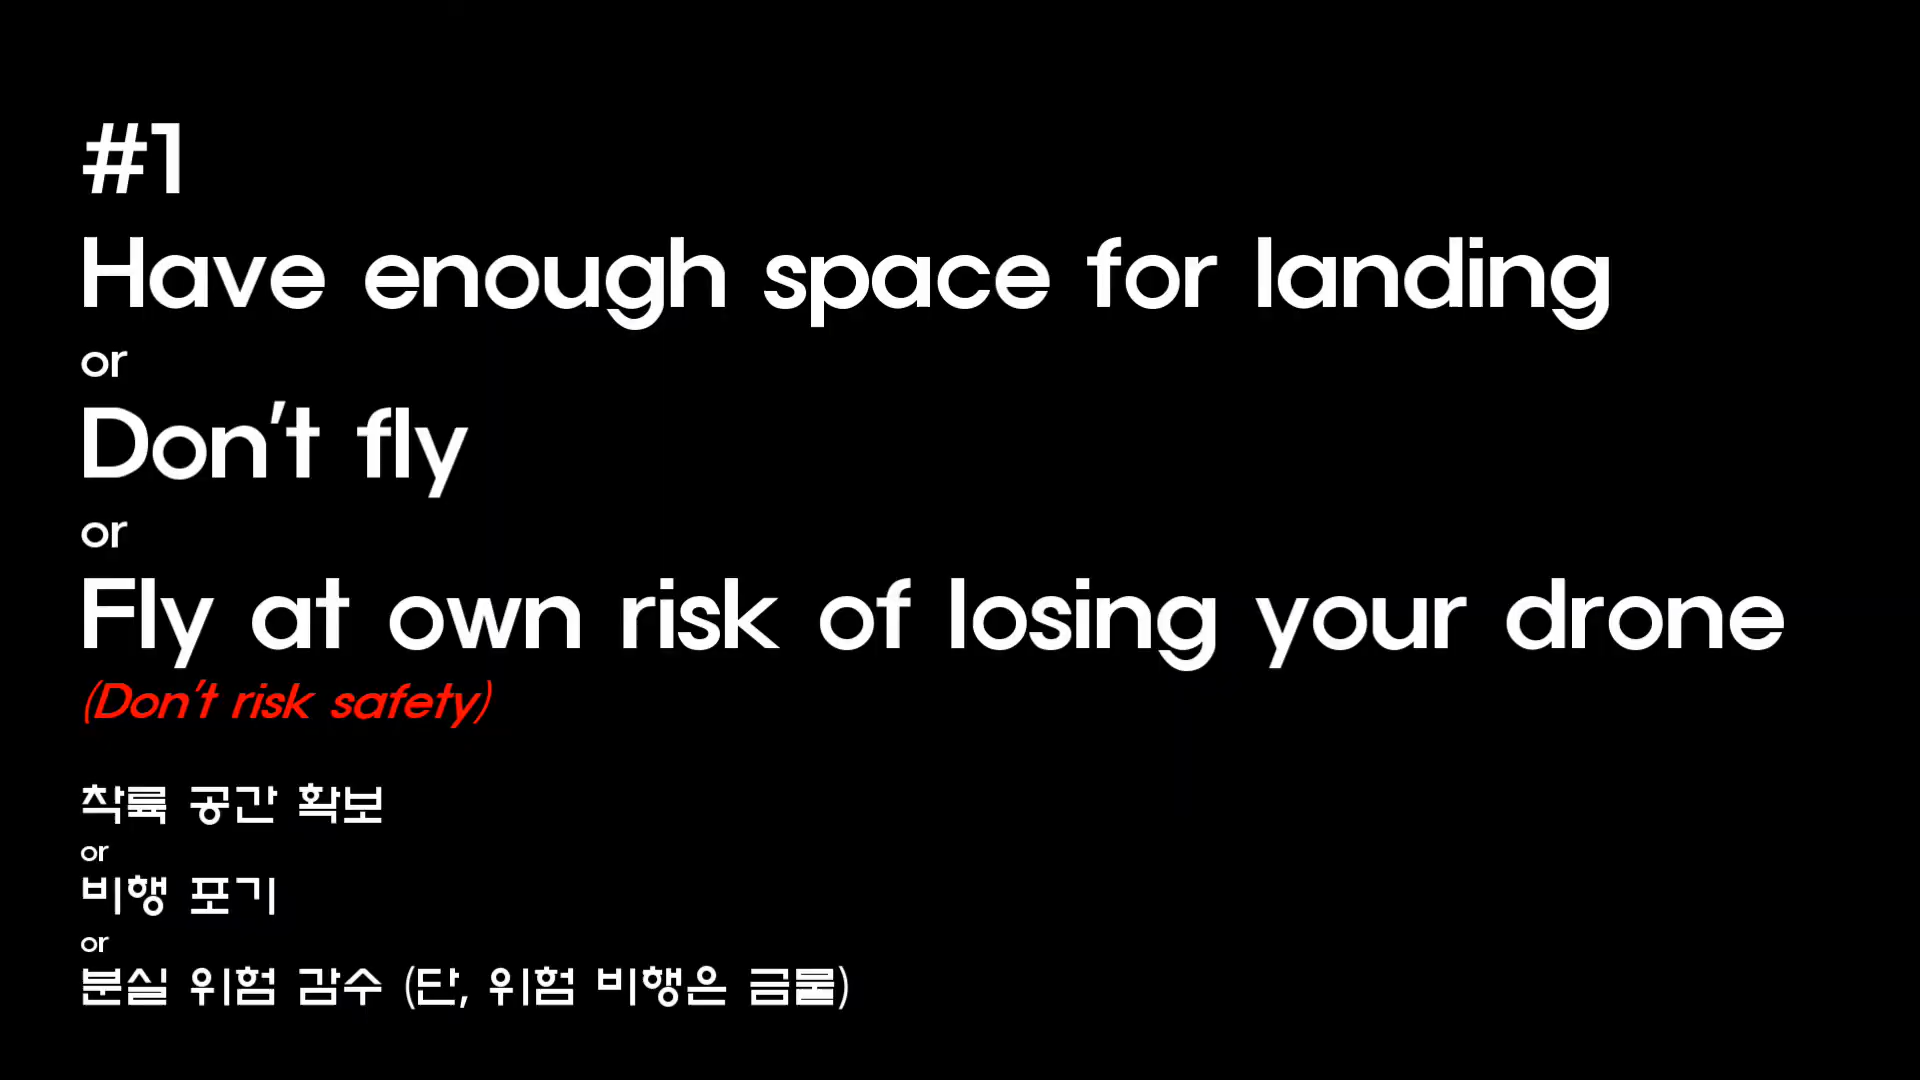 #1
Have enough space for landing
or
Don't fly
or
Fly at own risk of losing your drone
(Don't risk safety)
착륙 공간 확보
or
비행 포기
or
분실 위험 감수 (단, 위험 비행은 금물)